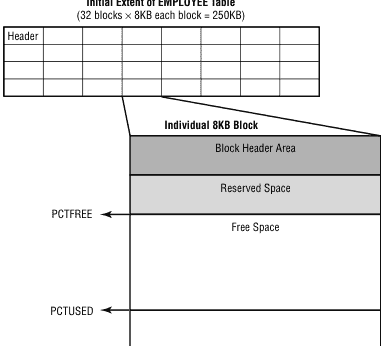 Initial Extent of EMPLOYEE Table
(32 blocks × 8KB each block = 250KB)
Header
Individual 8KB Block
Block Header Area
Reserved Space
PCTFREE
Free Space
PCTUSED